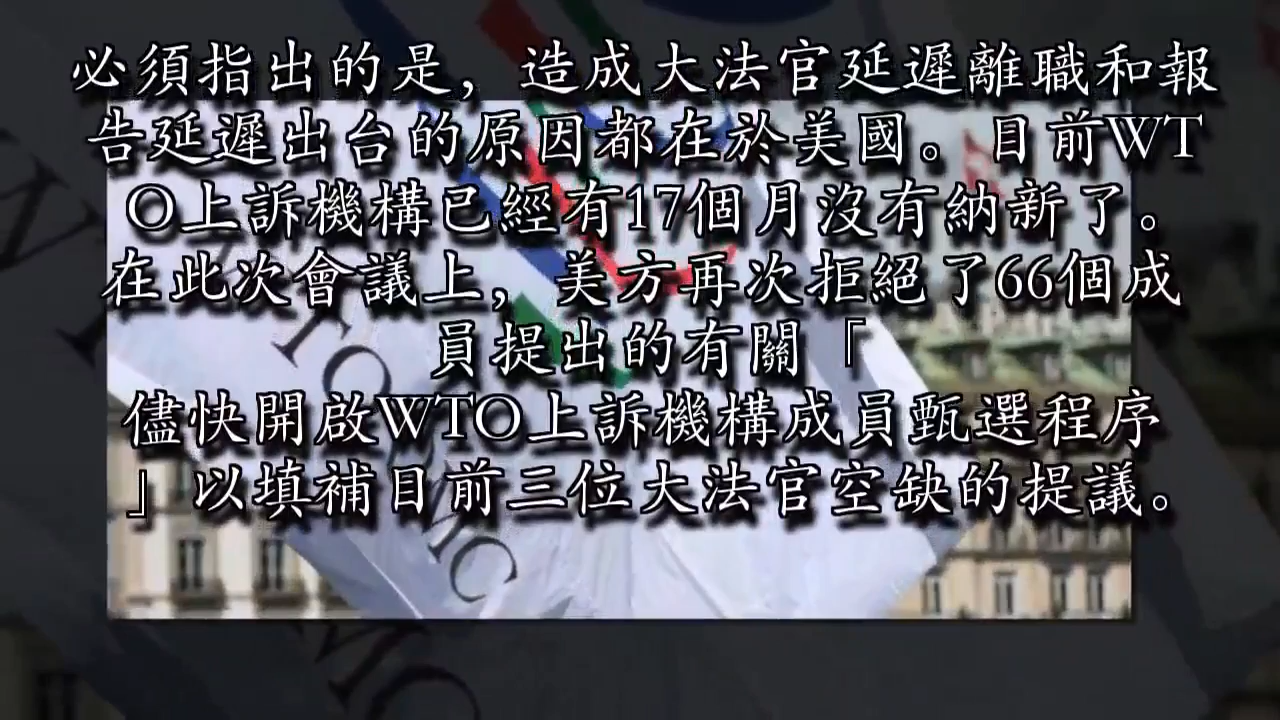 必須指出的是，造成大法官延遲離職和報
告延遲出台的原因都在於美國。目前WT
O上訴機構已經有17個月沒有納新了。
在此次會議上，美方再次拒絕了66個成
員提出的有關「
儘快開啟WTO上訴機構成員甄選程序
」以填補目前三位大法官空缺的提議。
WTO
OMC